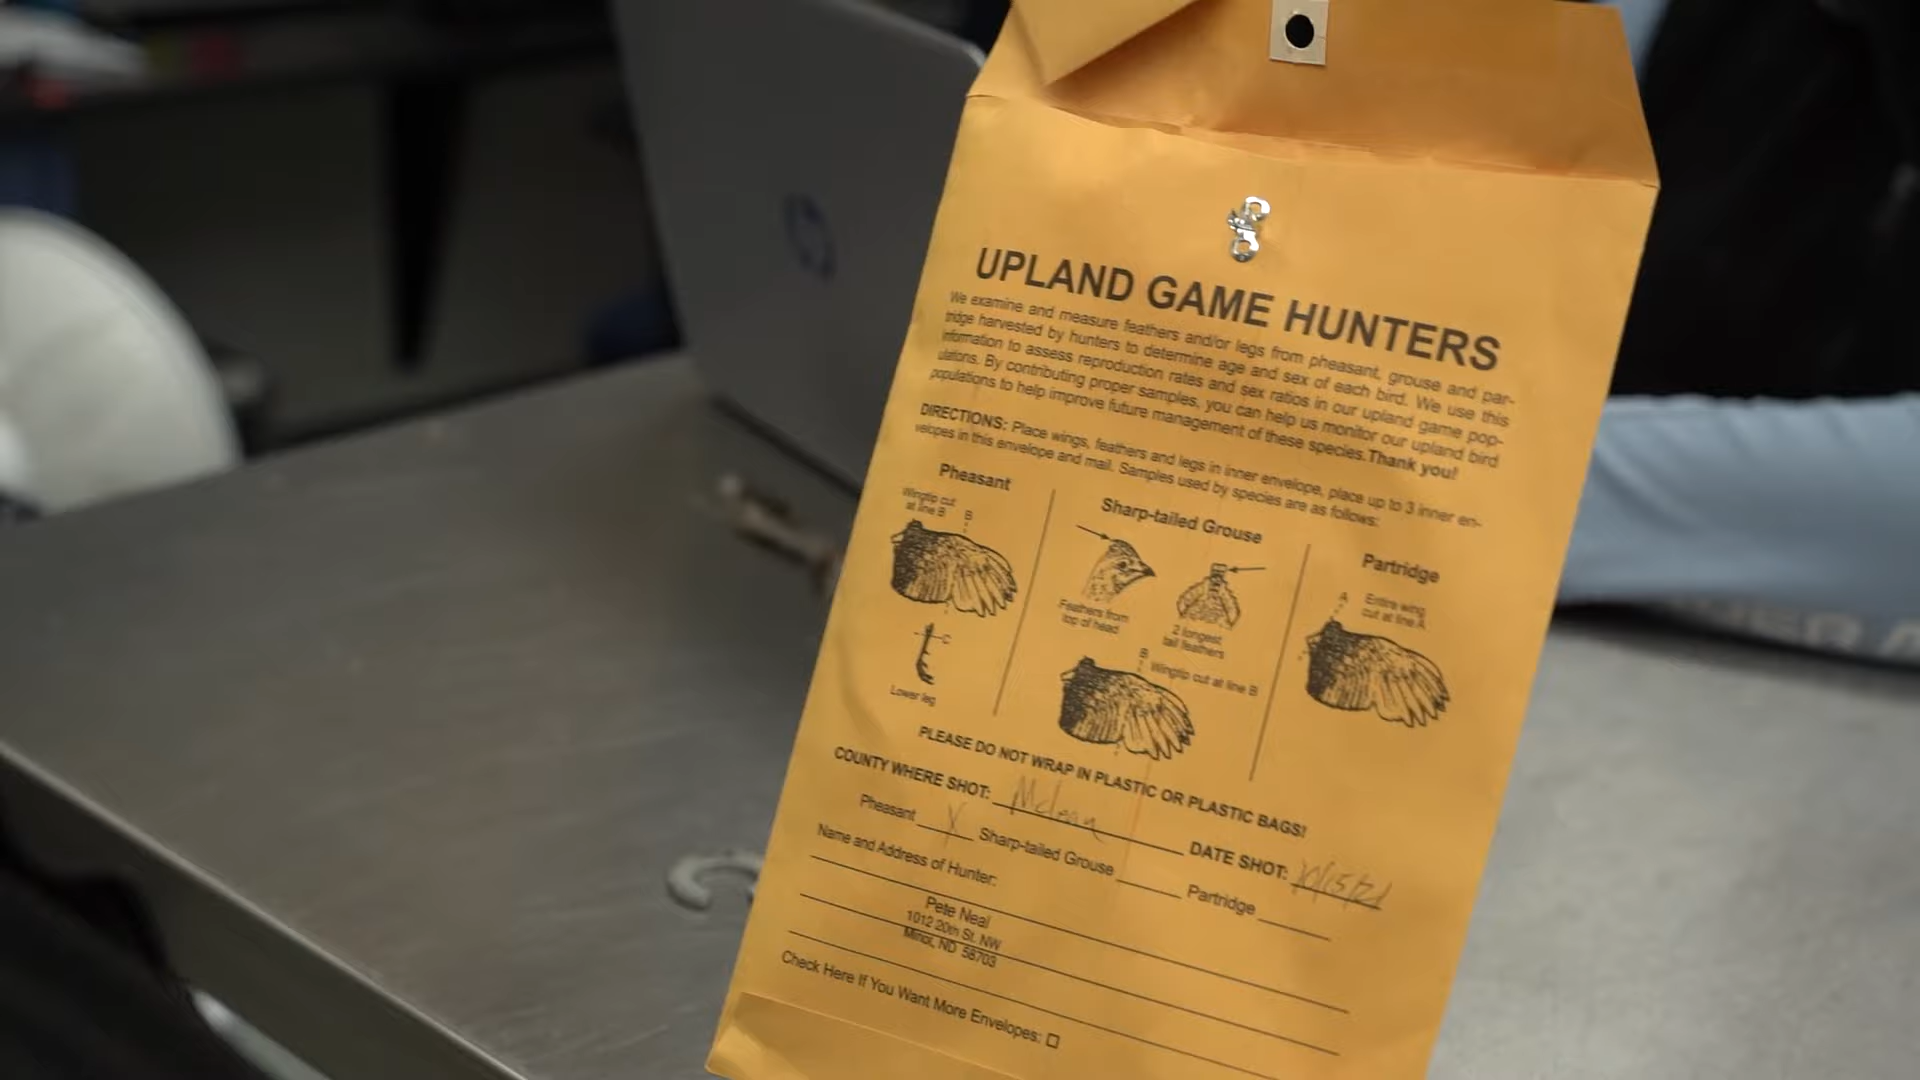 UPLAND GAME HUNTERS
We examine and measure feathers and/or legs from pheasant, grouse and par-
tridge harvested by hunters to determine age and sex of each bird. We use this
information to assess reproduction rates and sex ratios in our upland game pop-
ulations. By contributing proper samples, you can help us monitor our upland bird
populations to help improve future management of these species. Thank you!
DIRECTIONS: Place wings, feathers and legs in inner envelope, place up to 3 inner en-
velopes in this envelope and mail. Samples used by species are as follows:
Pheasant
Wingtip cut
at line B
B
C
Lower leg
Sharp-tailed Grouse
Feathers from
top of head
2 longest
tail feathers
B
Wingtip cut at line B
Partridge
A
Entire wing
cut at line A
PLEASE DO NOT WRAP IN PLASTIC OR PLASTIC BAGS!
COUNTY WHERE SHOT: Mclean DATE SHOT:
Pheasant X Sharp-tailed Grouse Partridge
Name and Address of Hunter:
Pete Neal
1012 20th St. NW
Minot, ND 58703
Check Here If You Want More Envelopes: